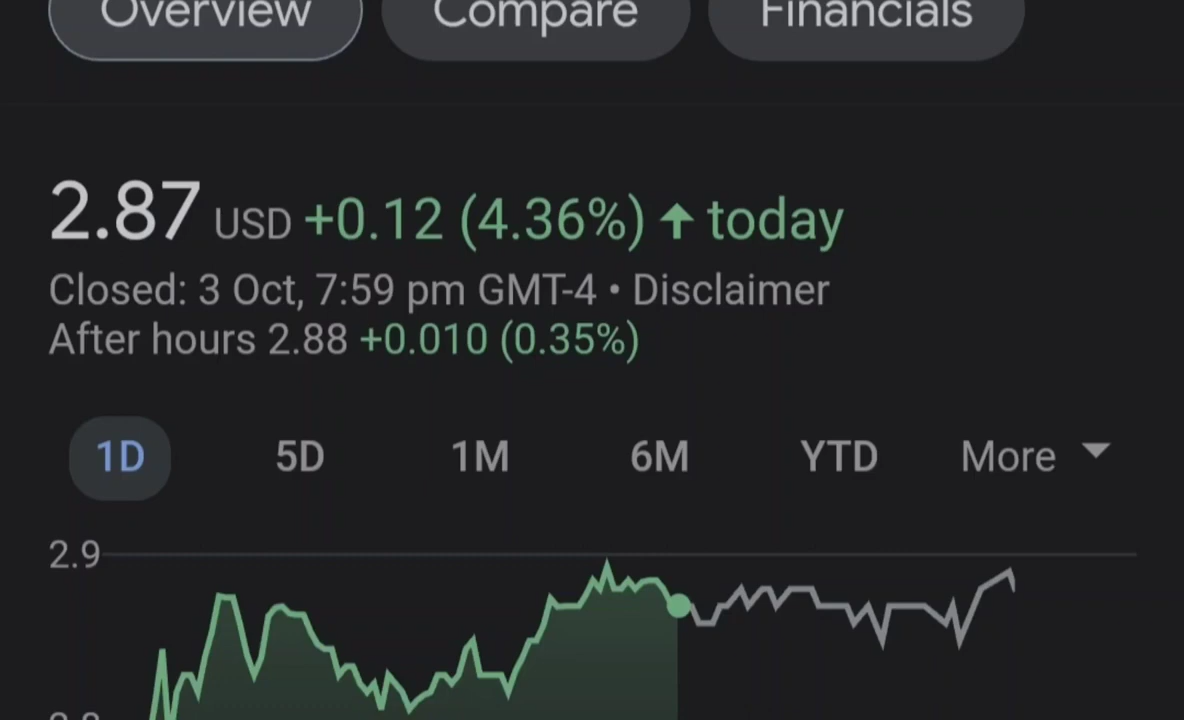 Overview Compare Financials
2.87 USD +0.12 (4.36%) ↑ today
Closed: 3 Oct, 7:59 pm GMT-4 • Disclaimer
After hours 2.88 +0.010 (0.35%)
1D 5D 1M 6M YTD More
2.9